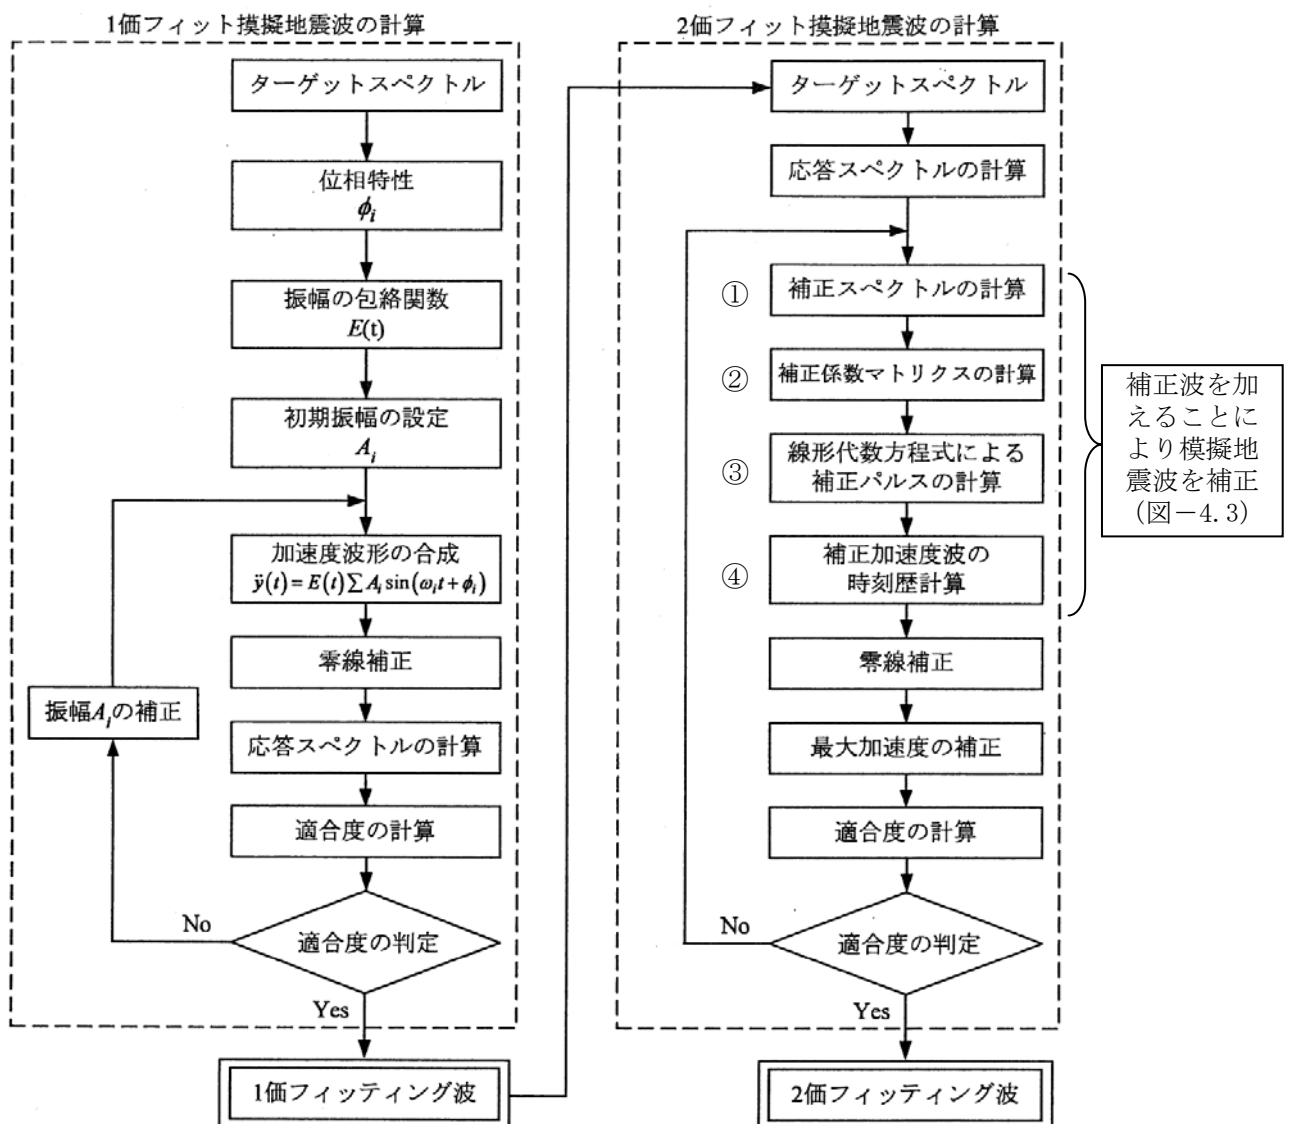 1価フィット摸擬地震波の計算
ターゲットスペクトル
位相特性
ϕi
振幅の包絡関数
E(t)
初期振幅の設定
Ai
加速度波形の合成
ÿ(t)=E(t)∑Ai sin(ωit+ϕi)
零線補正
振幅Aiの補正
応答スペクトルの計算
適合度の計算
No
適合度の判定
Yes
1価フィッティング波
2価フィット摸擬地震波の計算
ターゲットスペクトル
応答スペクトルの計算
①
補正スペクトルの計算
②
補正係数マトリクスの計算
③
線形代数方程式による
補正パルスの計算
④
補正加速度波の
時刻歴計算
補正波を加
えることに
より模擬地
震波を補正
(図-4.3)
零線補正
最大加速度の補正
適合度の計算
No
適合度の判定
Yes
2価フィッティング波